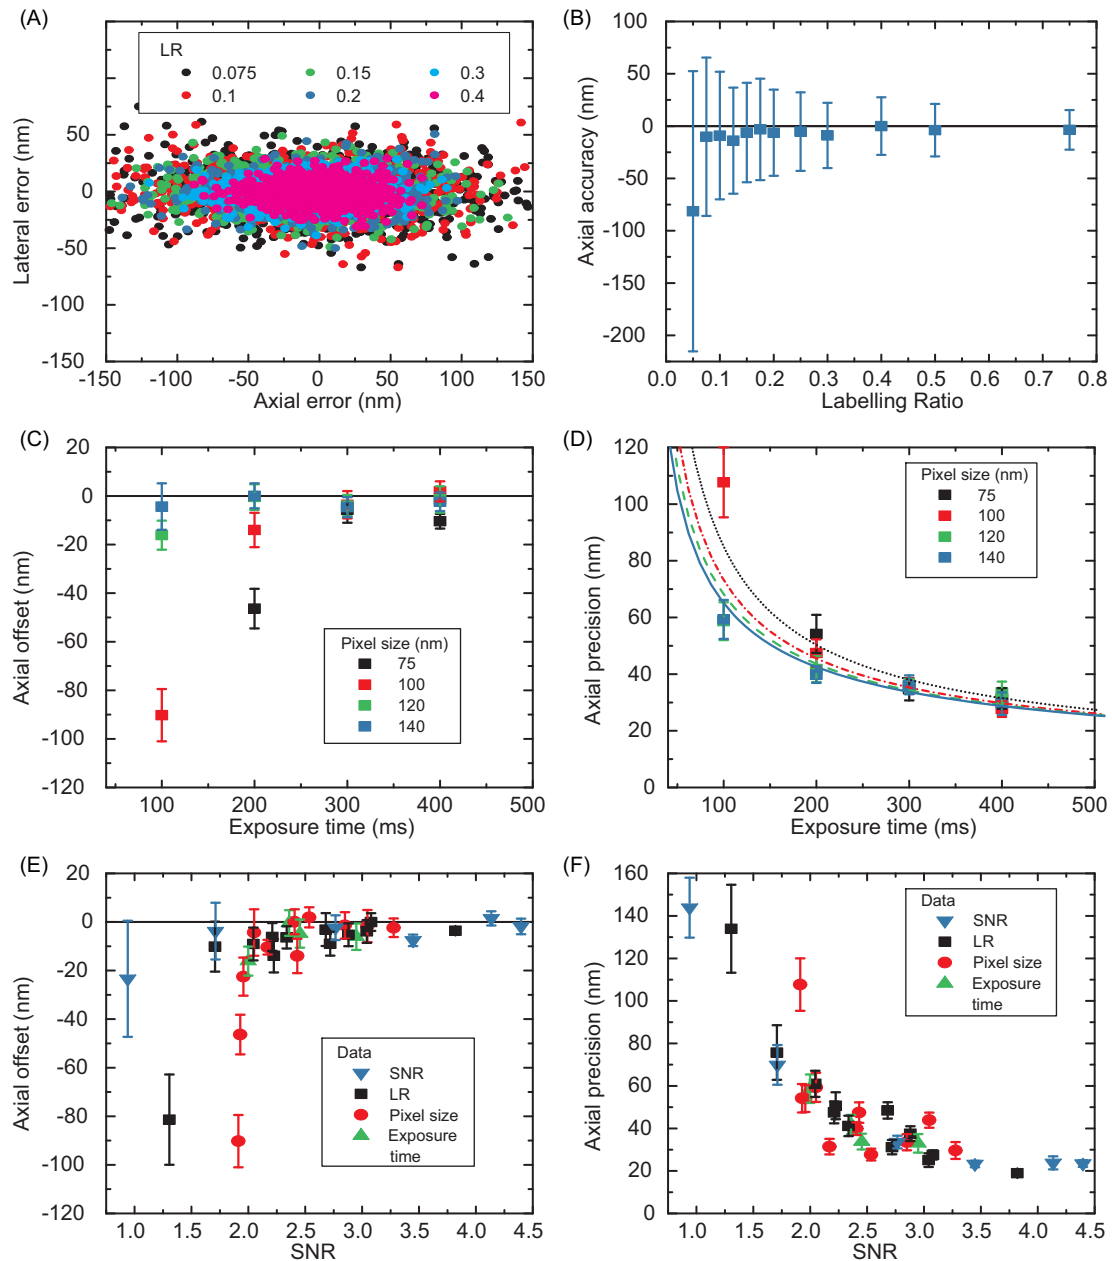 (A)
LR
0.075 0.15 0.3
0.1 0.2 0.4
50
0
-50
-100
-150
Lateral error (nm)
-150 -100 -50 0 50 100 150
Axial error (nm)
(B)
100
50
0
-50
-100
-150
-200
Axial accuracy (nm)
0.0 0.1 0.2 0.3 0.4 0.5 0.6 0.7 0.8
Labelling Ratio
(C)
20
0
-20
-40
-60
-80
-100
-120
Axial offset (nm)
Pixel size (nm)
75
100
120
140
100 200 300 400 500
Exposure time (ms)
(D)
120
100
80
60
40
20
0
Axial precision (nm)
Pixel size (nm)
75
100
120
140
100 200 300 400 500
Exposure time (ms)
(E)
20
0
-20
-40
-60
-80
-100
-120
Axial offset (nm)
Data
SNR
LR
Pixel size
Exposure
time
1.0 1.5 2.0 2.5 3.0 3.5 4.0 4.5
SNR
(F)
160
140
120
100
80
60
40
20
0
Axial precision (nm)
Data
SNR
LR
Pixel size
Exposure
time
1.0 1.5 2.0 2.5 3.0 3.5 4.0 4.5
SNR